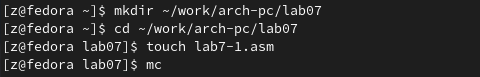 [z@fedora ~]$ mkdir ~/work/arch-pc/lab07
[z@fedora ~]$ cd ~/work/arch-pc/lab07
[z@fedora lab07]$ touch lab7-1.asm
[z@fedora lab07]$ mc